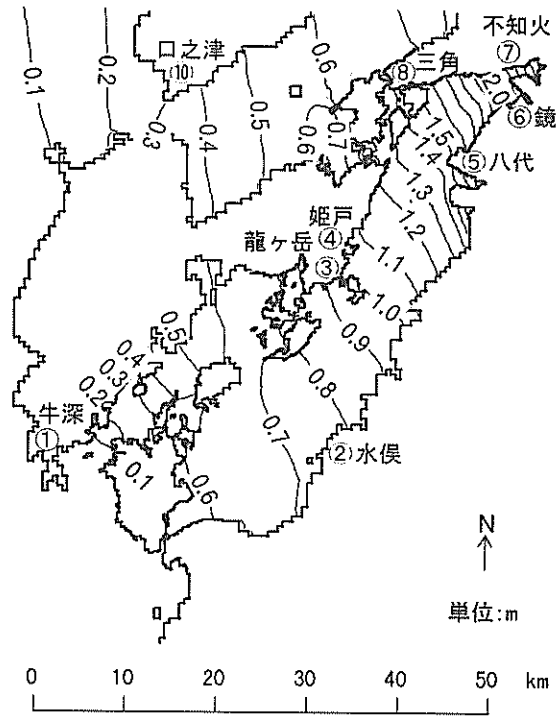 不知火
⑦
口之津
⑩
⑧ 三角
0.1
0.2
0.3
0.4
0.5
0.6
0.6
0.7
2.0
⑥ 鏡
1.5
1.4
⑤ 八代
1.3
1.2
1.1
1.0
姫戸
④
龍ヶ岳
③
0.9
0.8
0.7
0.6
0.5
0.4
0.3
0.2
0.1
牛深
①
② 水俣
N
単位:m
0 10 20 30 40 50 km